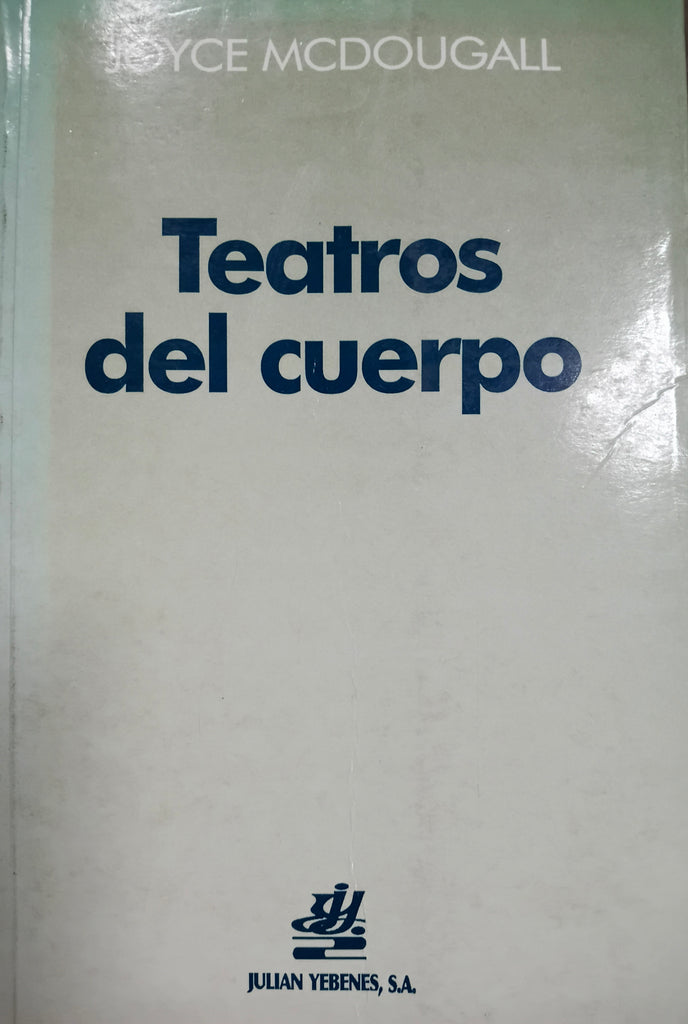 JOYCE MCDOUGALL
Teatros
del cuerpo
JULIAN YEBENES, S.A.